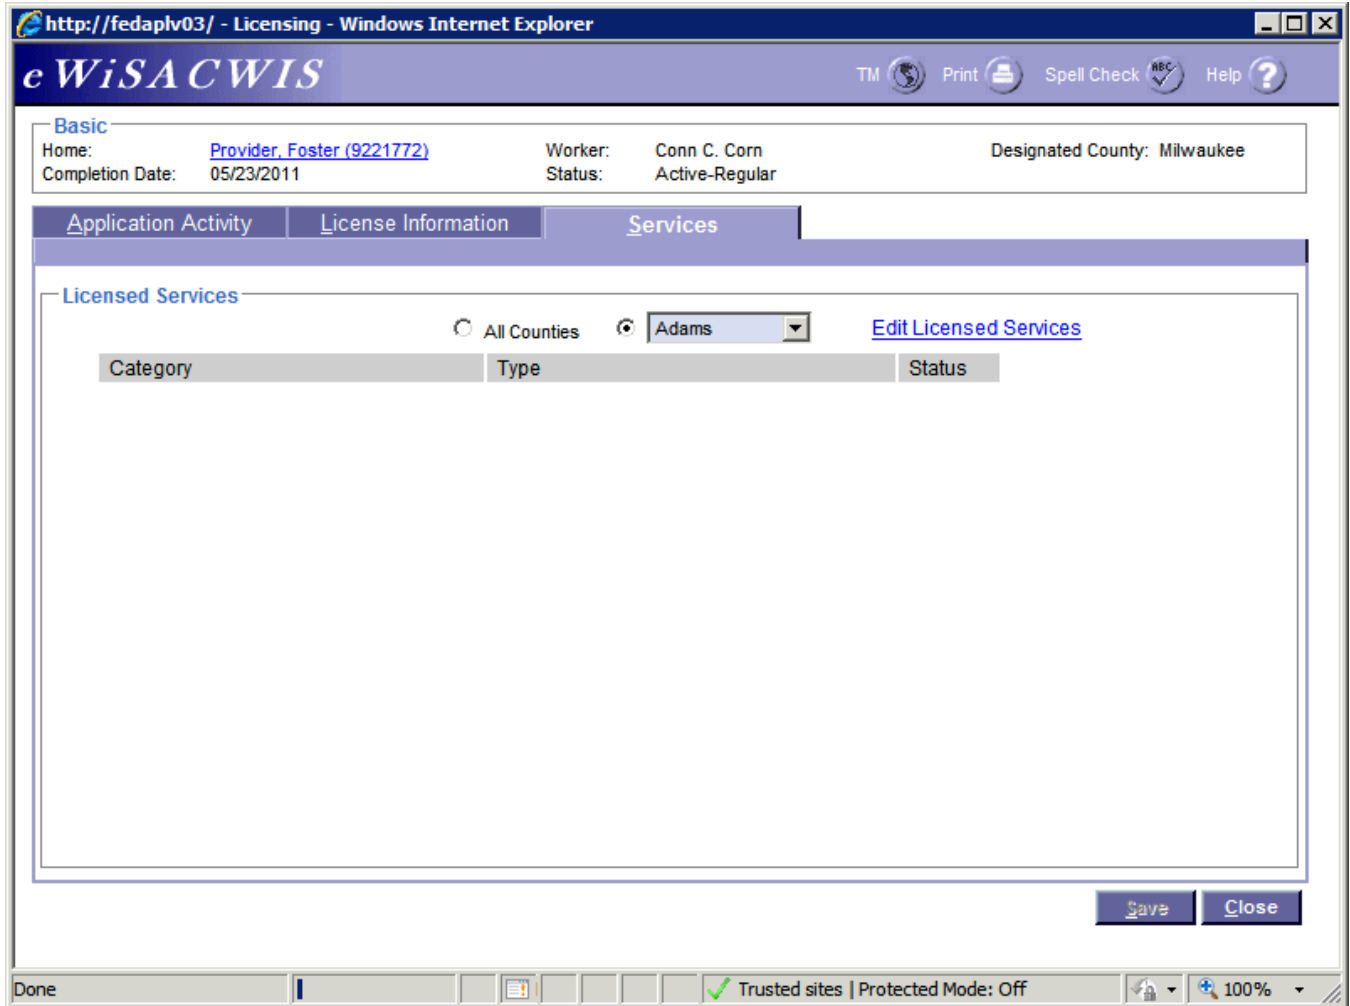 http://fedaplv03/ - Licensing - Windows Internet Explorer
e WiSACWIS TM Print Spell Check ABC Help ?
Basic
Home: Provider, Foster (9221772) Worker: Conn C. Corn Designated County: Milwaukee
Completion Date: 05/23/2011 Status: Active-Regular
Application Activity License Information Services
Licensed Services
All Counties Adams Edit Licensed Services
Category Type Status
Save Close
Done Trusted sites | Protected Mode: Off 100%